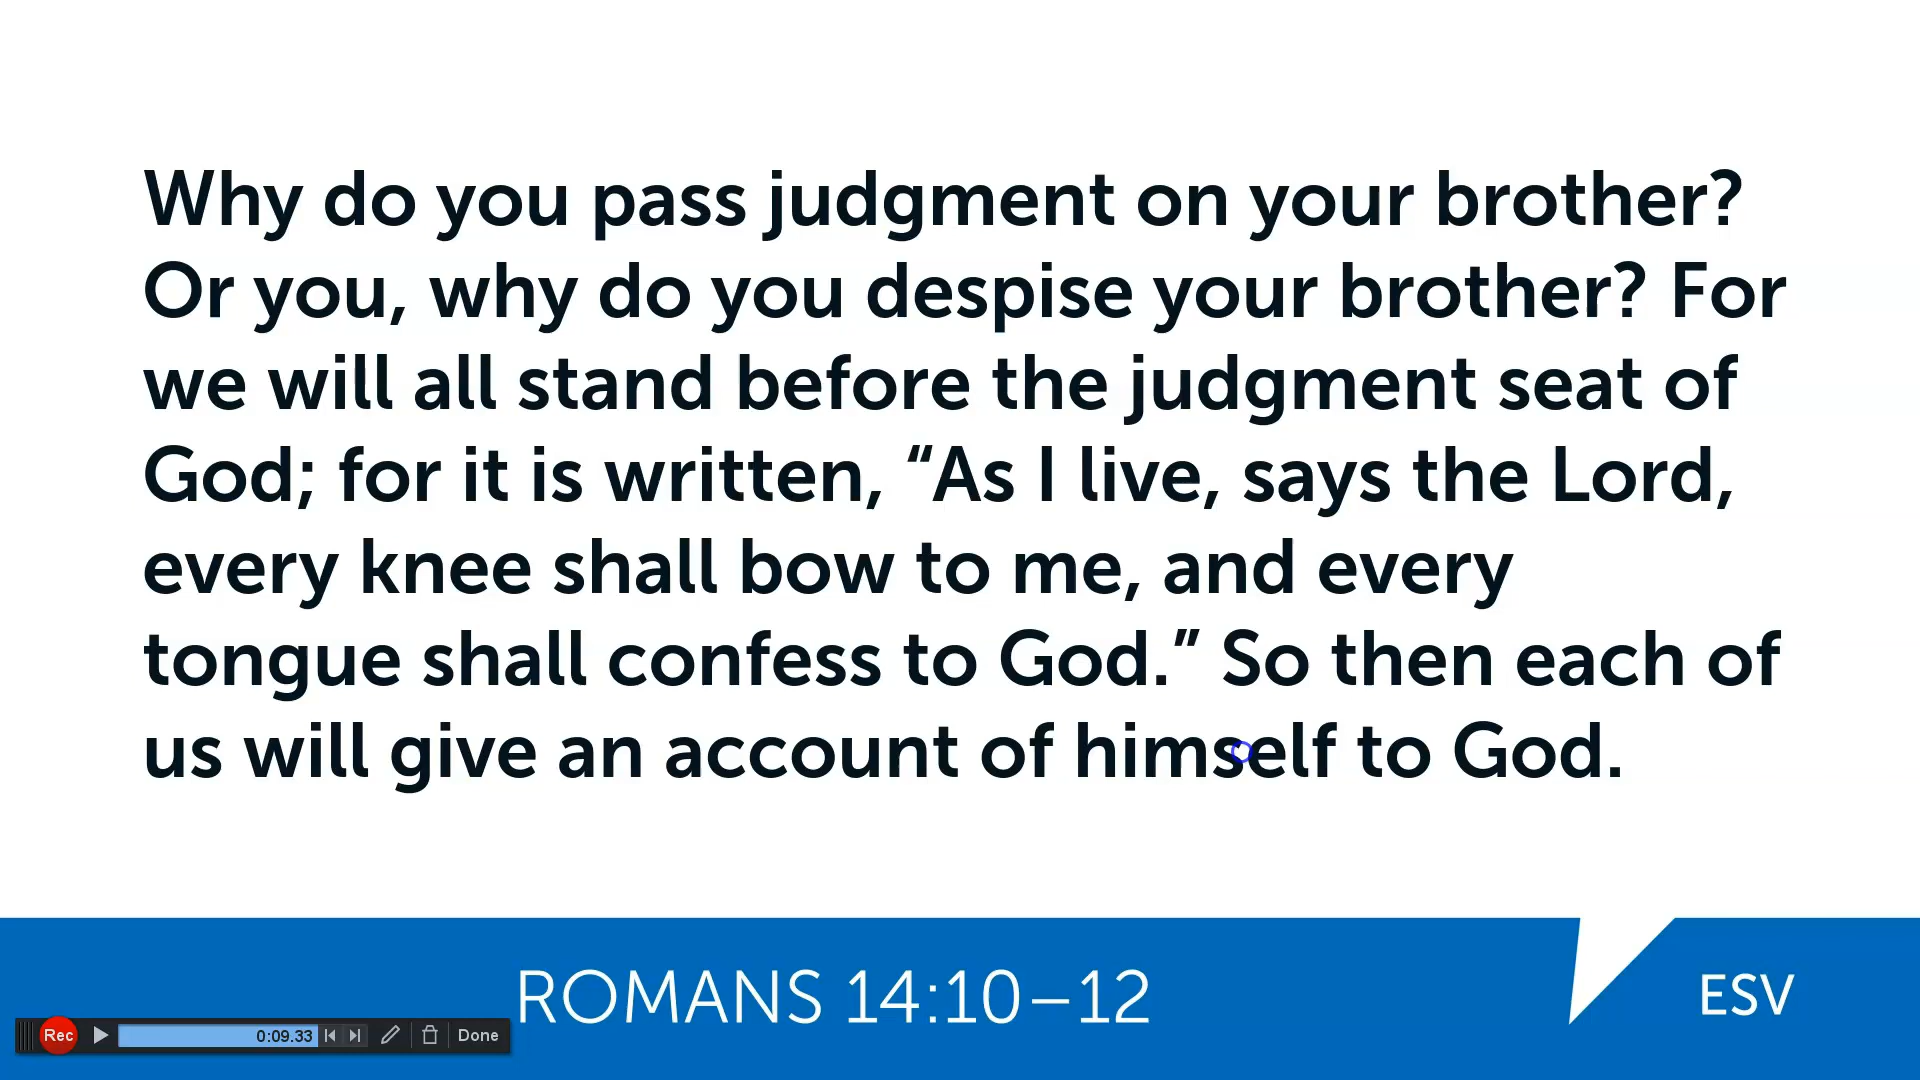 Why do you pass judgment on your brother?
Or you, why do you despise your brother? For
we will all stand before the judgment seat of
God; for it is written, “As I live, says the Lord,
every knee shall bow to me, and every
tongue shall confess to God.” So then each of
us will give an account of himself to God.
ROMANS 14:10–12
ESV
Rec 0:09.33 Done